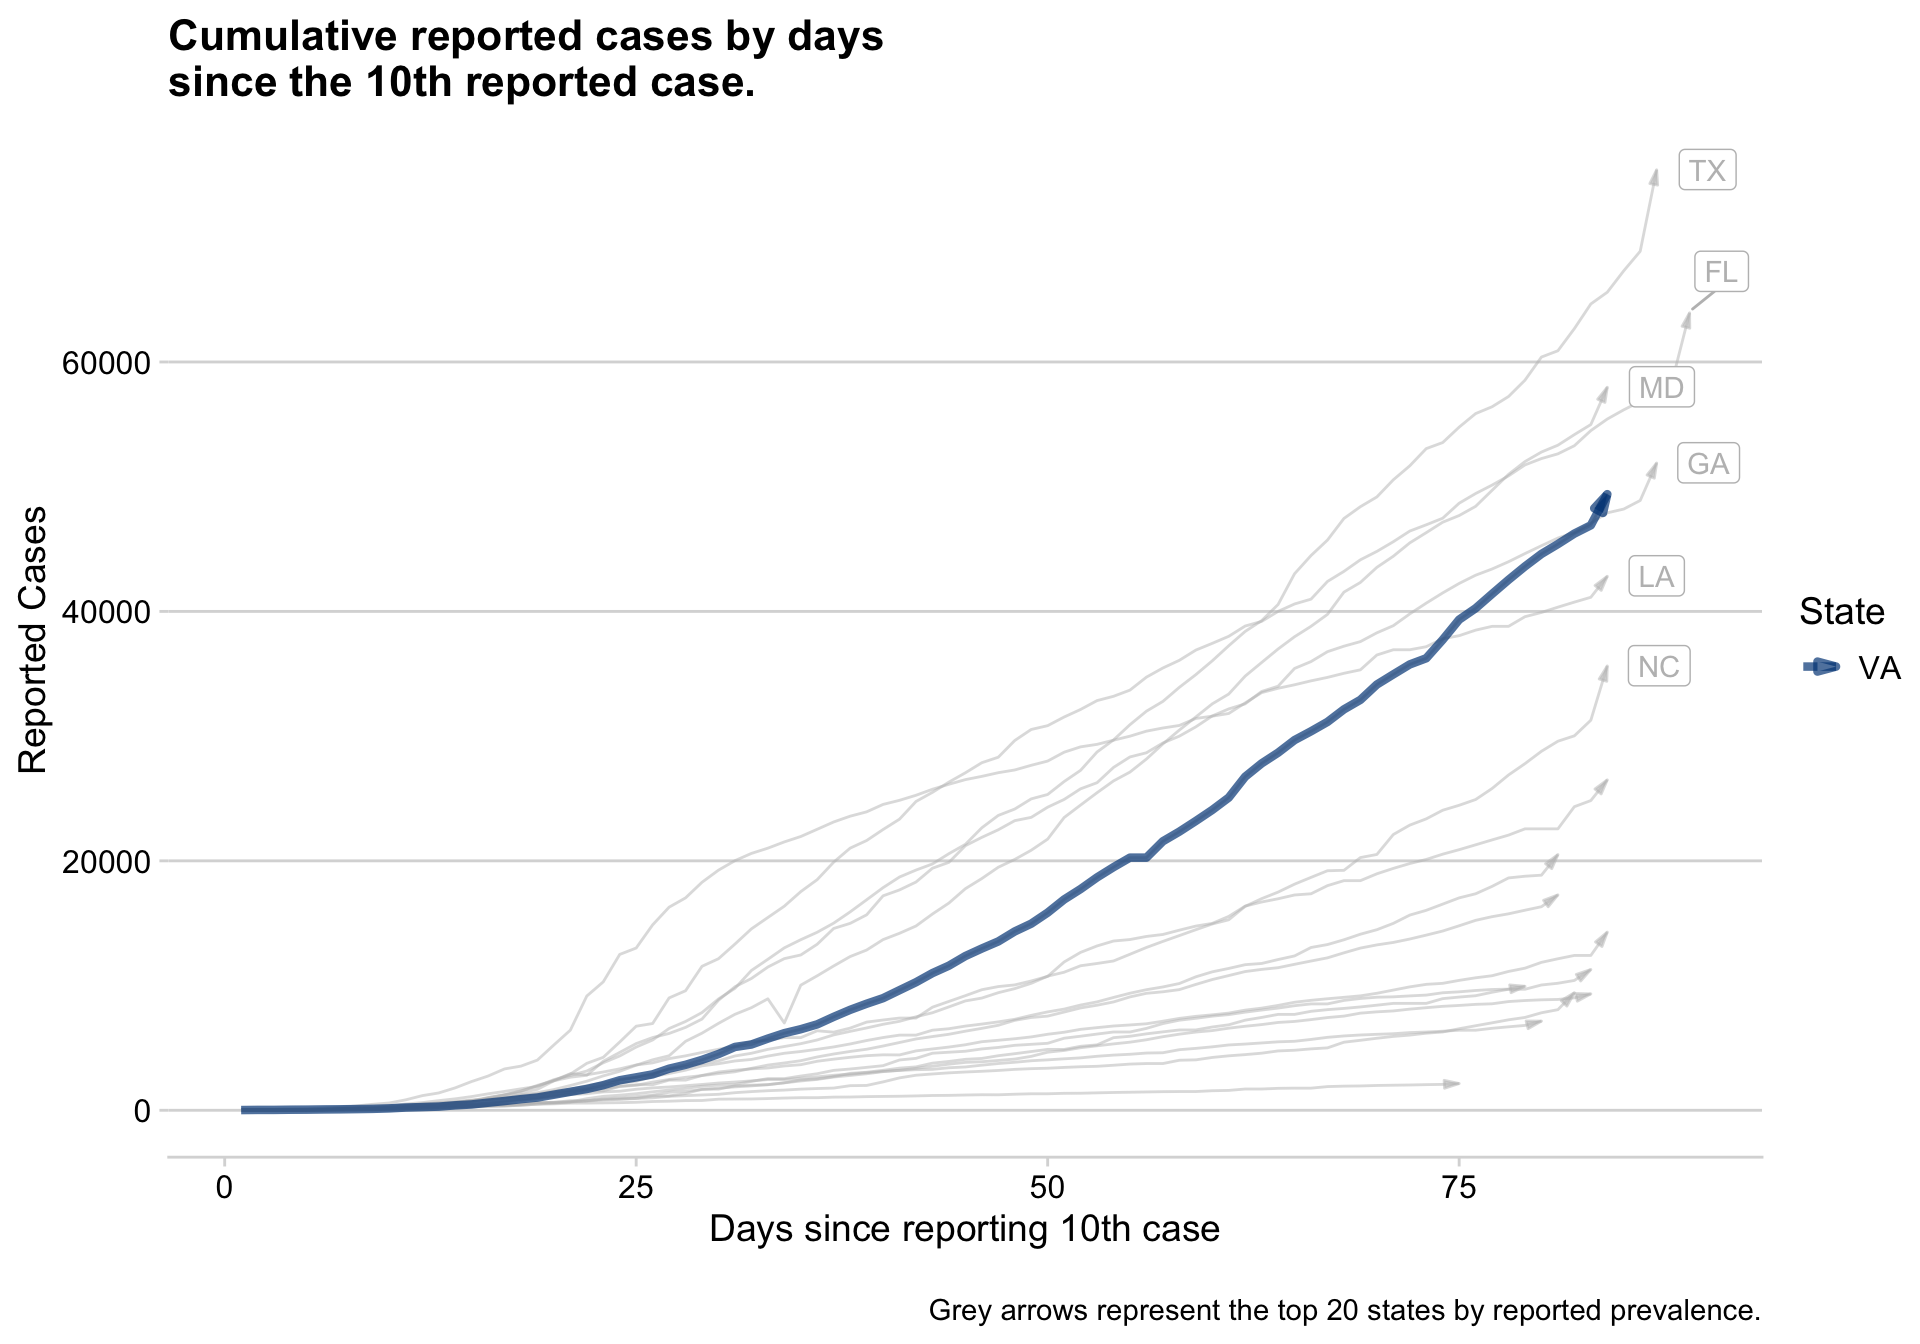 Cumulative reported cases by days
since the 10th reported case.
TX
FL
60000
MD
GA
Reported Cases
LA
40000
State
NC
VA
20000
0
0 25 50 75
Days since reporting 10th case
Grey arrows represent the top 20 states by reported prevalence.